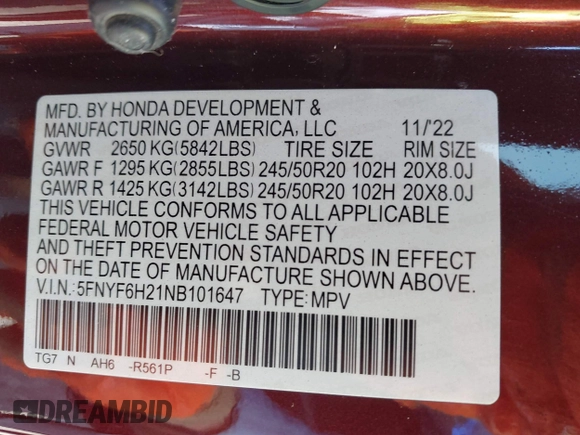 MFD. BY HONDA DEVELOPMENT &
MANUFACTURING OF AMERICA, LLC 11/'22
GVWR 2650 KG(5842LBS) TIRE SIZE RIM SIZE
GAWR F 1295 KG(2855LBS) 245/50R20 102H 20X8.0J
GAWR R 1425 KG(3142LBS) 245/50R20 102H 20X8.0J
THIS VEHICLE CONFORMS TO ALL APPLICABLE
FEDERAL MOTOR VEHICLE SAFETY
AND THEFT PREVENTION STANDARDS IN EFFECT
ON THE DATE OF MANUFACTURE SHOWN ABOVE.
V.I.N.:5FNYF6H21NB101647 TYPE:MPV
TG7 N AH6 -R561P -F -B
DREAMBID